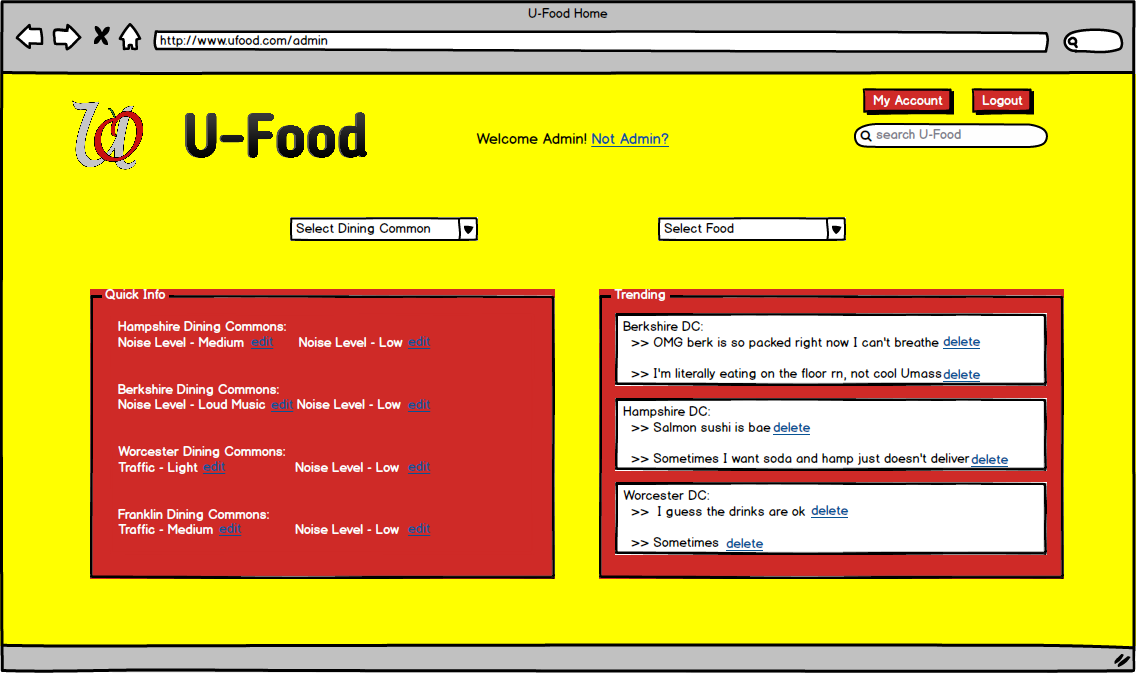 U-Food Home
http://www.ufood.com/admin
My Account Logout
U-Food
Welcome Admin! Not Admin?
search U-Food
Select Dining Common
Select Food
Quick Info
Hampshire Dining Commons:
Noise Level - Medium edit Noise Level - Low edit
Berkshire Dining Commons:
Noise Level - Loud Music edit Noise Level - Low edit
Worcester Dining Commons:
Traffic - Light edit Noise Level - Low edit
Franklin Dining Commons:
Traffic - Medium edit Noise Level - Low edit
Trending
Berkshire DC:
>> OMG berk is so packed right now I can't breathe delete
>> I'm literally eating on the floor rn, not cool Umass delete
Hampshire DC:
>> Salmon sushi is bae delete
>> Sometimes I want soda and hamp just doesn't deliver delete
Worcester DC:
>> I guess the drinks are ok delete
>> Sometimes delete